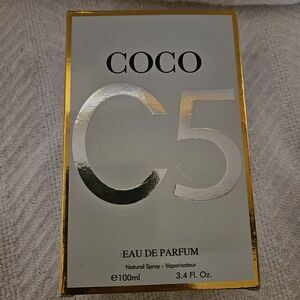 COCO
C5
EAU DE PARFUM
Natural Spray - Vaporisateur
℮100ml 3.4 Fl. Oz.